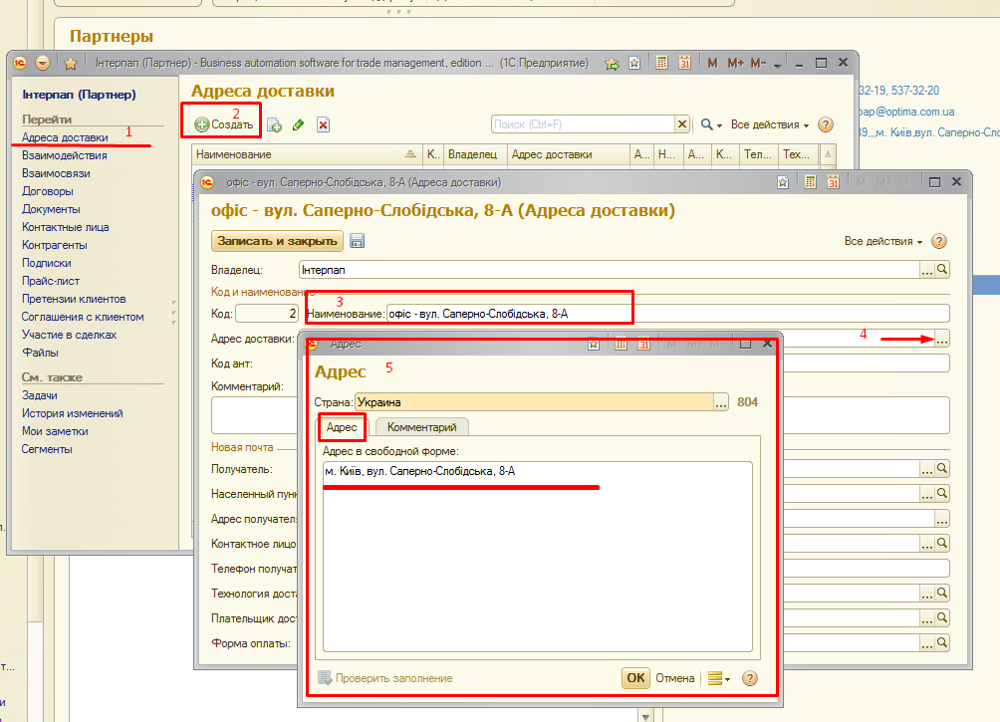 Партнеры
Інтерпап (Партнер) - Business automation software for trade management, edition ... (1С:Предприятие)
M M+ M-
Інтерпап (Партнер)
Перейти
Адреса доставки 1
Взаимодействия
Взаимосвязи
Договоры
Документы
Контактные лица
Контрагенты
Подписки
Прайс-лист
Претензии клиентов
Соглашения с клиентом
Участие в сделках
Файлы
См. также
Задачи
История изменений
Мои заметки
Сегменты
Адреса доставки
2
Создать
Поиск (Ctrl+F)
Все действия
Наименование К.. Владелец Адрес доставки А... Н... А... К... Тел... Тех...
32-19, 537-32-20
pap@optima.com.ua
39,,м. Київ,вул. Саперно-Сло
офіс - вул. Саперно-Слобідська, 8-А (Адреса доставки)
M M+ M-
офіс - вул. Саперно-Слобідська, 8-А (Адреса доставки)
Записать и закрыть
Все действия
Владелец: Інтерпап
Код и наименование
3
Код: 2 Наименование: офіс - вул. Саперно-Слобідська, 8-А
Адрес доставки: 4
Код ант:
Комментарий:
Новая почта
Получатель:
Населенный пунк
Адрес получател
Контактное лицо
Телефон получат
Технология доста
Плательщик дос
Форма оплаты:
Адрес
M M+ M-
Адрес 5
Страна: Украина ... 804
Адрес Комментарий
Адрес в свободной форме:
м. Київ, вул. Саперно-Слобідська, 8-А
Проверить заполнение
OK Отмена